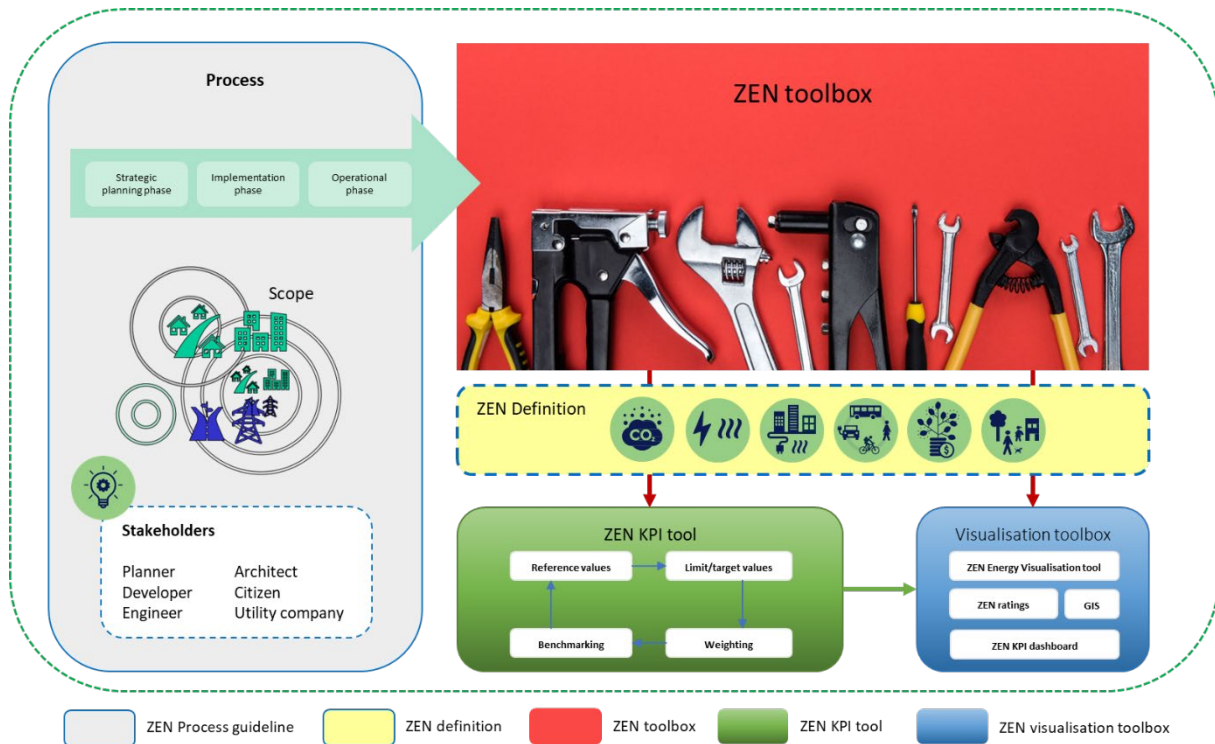 Process
Strategic
planning phase
Implementation
phase
Operational
phase
Scope
Stakeholders
Planner
Architect
Developer
Citizen
Engineer
Utility company
ZEN toolbox
ZEN Definition
CO₂
$
ZEN KPI tool
Reference values
Limit/target values
Benchmarking
Weighting
Visualisation toolbox
ZEN Energy Visualisation tool
ZEN ratings
GIS
ZEN KPI dashboard
ZEN Process guideline
ZEN definition
ZEN toolbox
ZEN KPI tool
ZEN visualisation toolbox